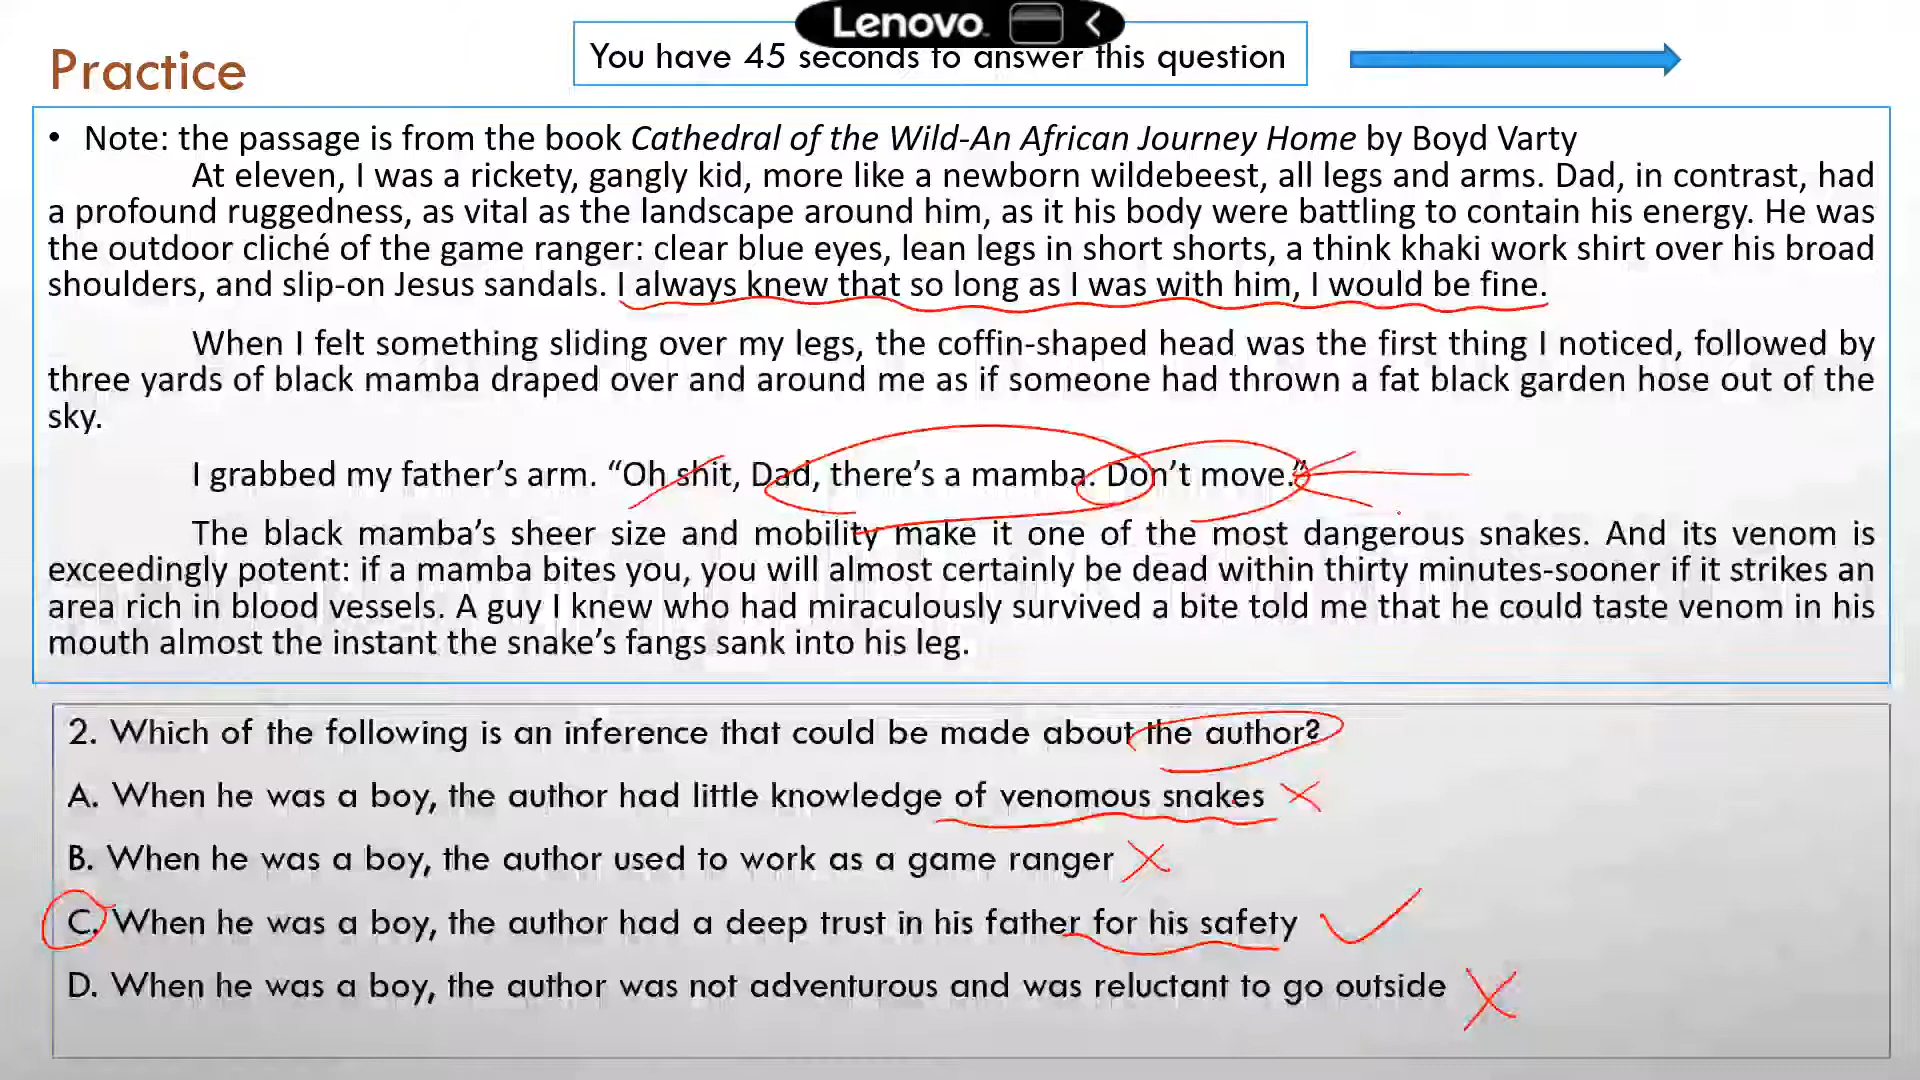 Lenovo
You have 45 seconds to answer this question
Practice
• Note: the passage is from the book Cathedral of the Wild-An African Journey Home by Boyd Varty
At eleven, I was a rickety, gangly kid, more like a newborn wildebeest, all legs and arms. Dad, in contrast, had
a profound ruggedness, as vital as the landscape around him, as it his body were battling to contain his energy. He was
the outdoor cliché of the game ranger: clear blue eyes, lean legs in short shorts, a think khaki work shirt over his broad
shoulders, and slip-on Jesus sandals. I always knew that so long as I was with him, I would be fine.
When I felt something sliding over my legs, the coffin-shaped head was the first thing I noticed, followed by
three yards of black mamba draped over and around me as if someone had thrown a fat black garden hose out of the
sky.
I grabbed my father’s arm. “Oh shit, Dad, there’s a mamba. Don’t move.”
The black mamba’s sheer size and mobility make it one of the most dangerous snakes. And its venom is
exceedingly potent: if a mamba bites you, you will almost certainly be dead within thirty minutes-sooner if it strikes an
area rich in blood vessels. A guy I knew who had miraculously survived a bite told me that he could taste venom in his
mouth almost the instant the snake’s fangs sank into his leg.
2. Which of the following is an inference that could be made about the author?
A. When he was a boy, the author had little knowledge of venomous snakes
B. When he was a boy, the author used to work as a game ranger
C. When he was a boy, the author had a deep trust in his father for his safety
D. When he was a boy, the author was not adventurous and was reluctant to go outside